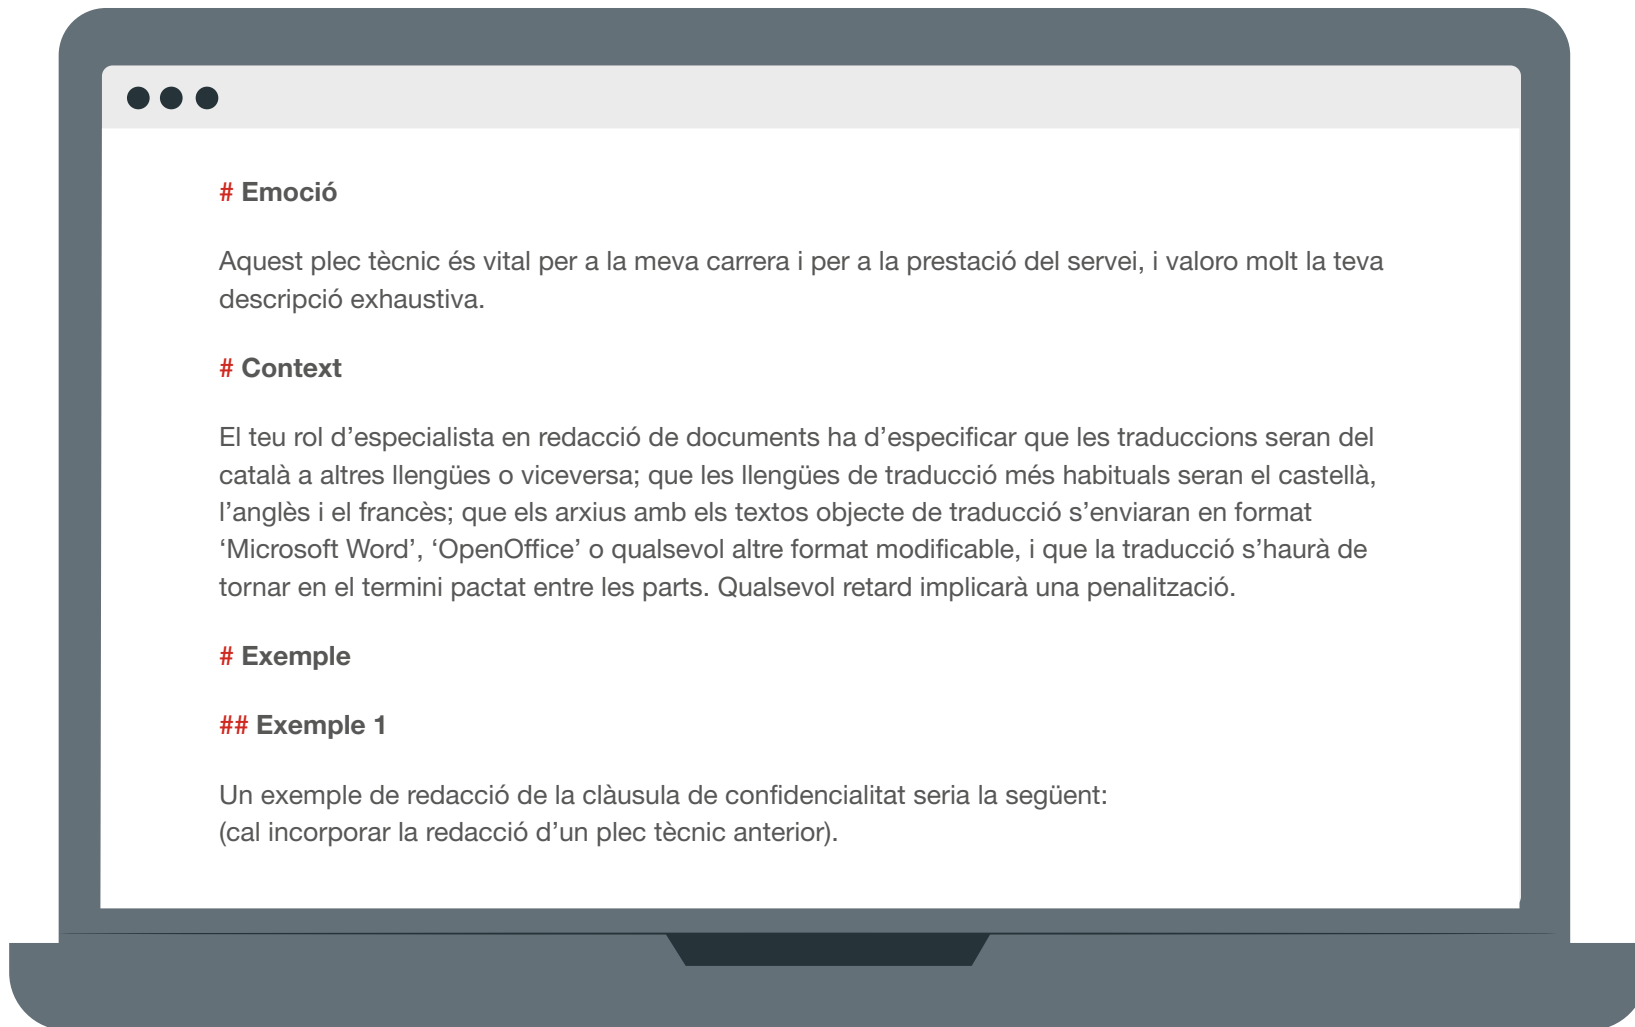 # Emoció
Aquest plec tècnic és vital per a la meva carrera i per a la prestació del servei, i valoro molt la teva
descripció exhaustiva.
# Context
El teu rol d’especialista en redacció de documents ha d’especificar que les traduccions seran del
català a altres llengües o viceversa; que les llengües de traducció més habituals seran el castellà,
l’anglès i el francès; que els arxius amb els textos objecte de traducció s’enviaran en format
‘Microsoft Word’, ‘OpenOffice’ o qualsevol altre format modificable, i que la traducció s’haurà de
tornar en el termini pactat entre les parts. Qualsevol retard implicarà una penalització.
# Exemple
## Exemple 1
Un exemple de redacció de la clàusula de confidencialitat seria la següent:
(cal incorporar la redacció d’un plec tècnic anterior).